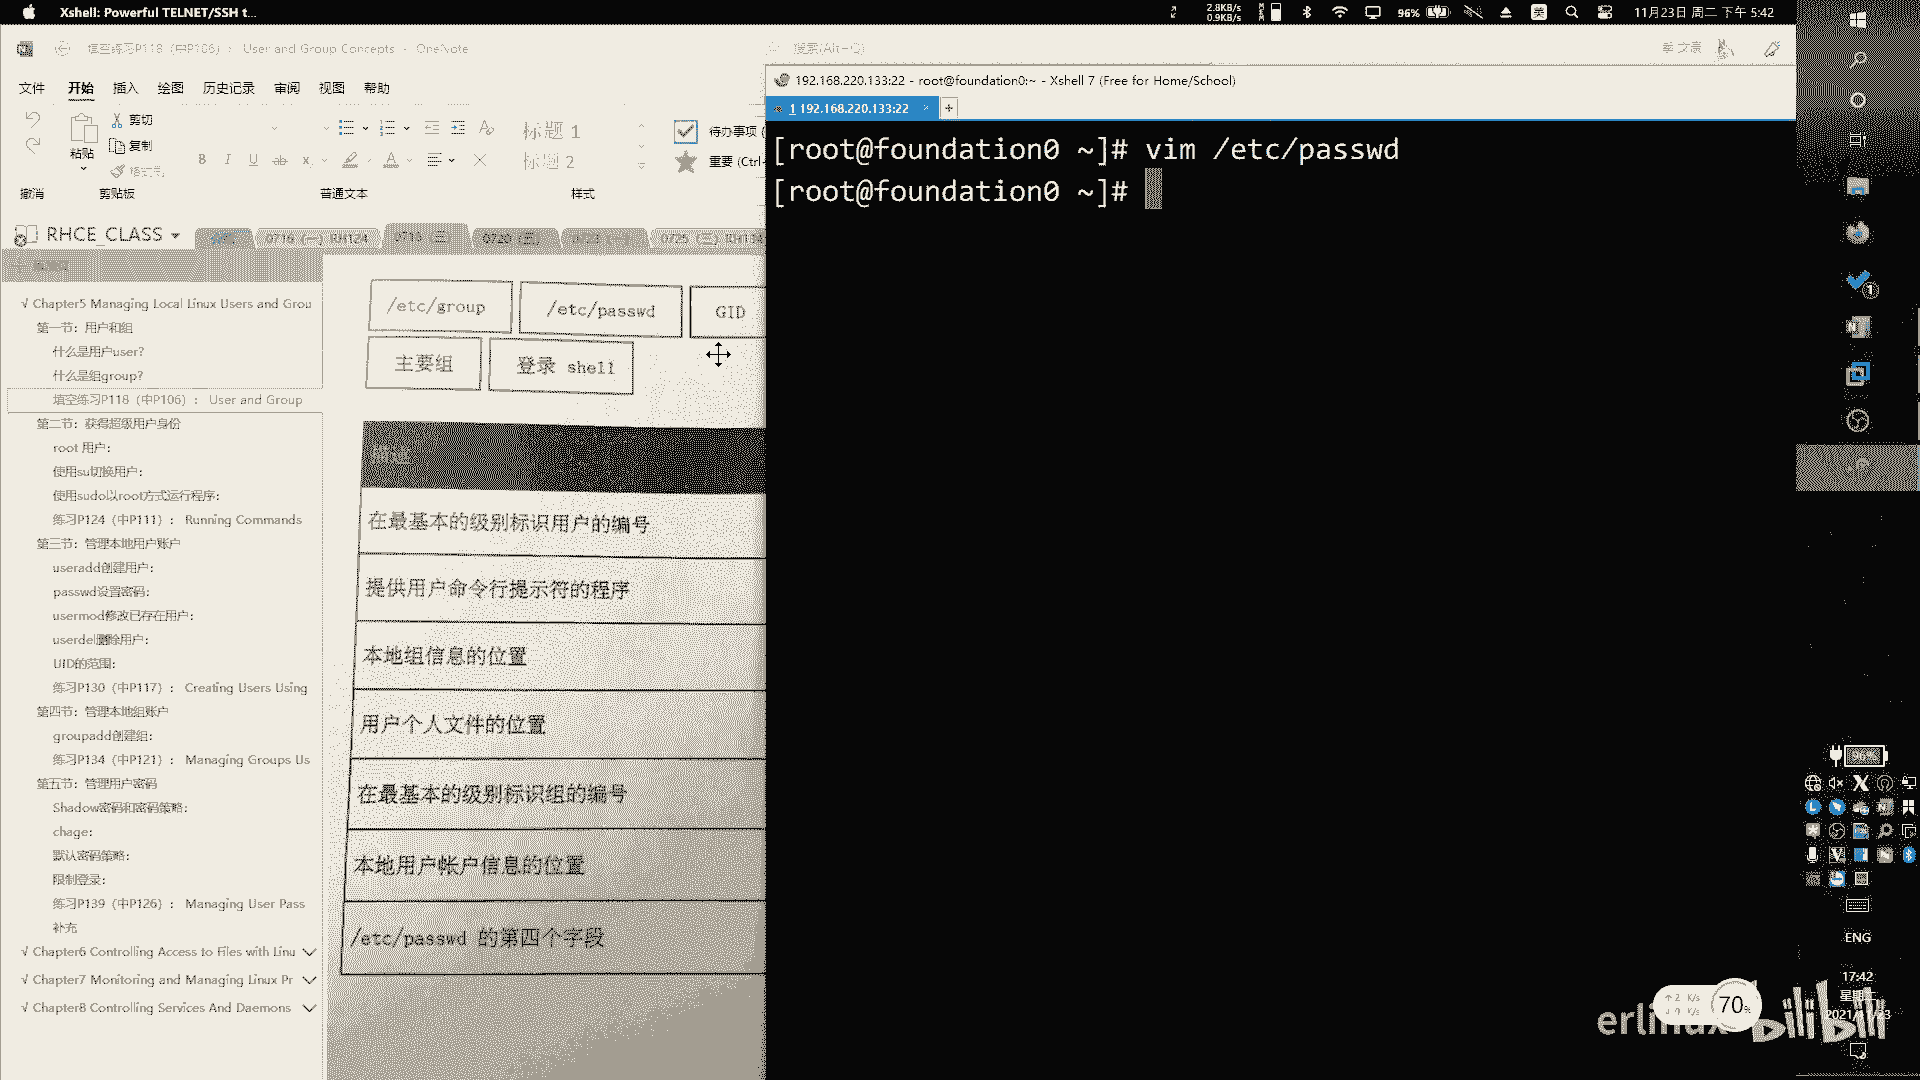 Xshell: Powerful TELNET/SSH t...
2.8KB/s
0.9KB/s
96%
英
11月23日 周二 下午 5:42
填空练习P118（中P106）： User and Group Concepts - OneNote
搜索(Alt+Q)
文件 开始 插入 绘图 历史记录 审阅 视图 帮助
撤消
粘贴
剪切
复制
格式刷
剪贴板
B I U ab x
普通文本
标题 1
标题 2
样式
待办事项 (
重要 (Ctrl-
RHCE_CLASS
0716 (一) RH124
0720 (五)
0725 (三) RH134
√ Chapter5 Managing Local Linux Users and Grou
第一节：用户和组
什么是用户user?
什么是组group?
填空练习P118（中P106）： User and Group
第二节：获得超级用户身份
root 用户:
使用su切换用户:
使用sudo以root方式运行程序:
练习P124（中P111）： Running Commands
第三节：管理本地用户账户
useradd创建用户:
passwd设置密码:
usermod修改已存在用户:
userdel删除用户:
UID的范围:
练习P130（中P117）： Creating Users Using
第四节：管理本地组账户
groupadd创建组:
练习P134（中P121）： Managing Groups Us
第五节：管理用户密码
Shadow密码和密码策略:
chage:
默认密码策略:
限制登录:
练习P139（中P126）： Managing User Pass
补充
√ Chapter6 Controlling Access to Files with Linu
√ Chapter7 Monitoring and Managing Linux Pr
√ Chapter8 Controlling Services And Daemons
/etc/group
/etc/passwd
GID
主要组
登录 shell
描述
在最基本的级别标识用户的编号
提供用户命令行提示符的程序
本地组信息的位置
用户个人文件的位置
在最基本的级别标识组的编号
本地用户帐户信息的位置
/etc/passwd 的第四个字段
192.168.220.133:22 - root@foundation0:~ - Xshell 7 (Free for Home/School)
1 192.168.220.133:22
[root@foundation0 ~]# vim /etc/passwd
[root@foundation0 ~]#
96%
ENG
17:42
70%
erlinux
bilibili